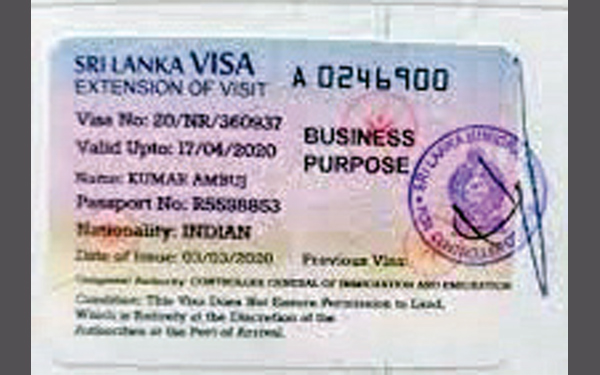 SRI LANKA VISA
EXTENSION OF VISIT
A 0246900
Visa No: 20/NR/360937
Valid Upto: 17/04/2020
BUSINESS
PURPOSE
Name: KUMAR AMBUJ
Passport No: R5598853
Nationality: INDIAN
Date of Issue: 03/03/2020
Previous Visa:
Competent Authority: CONTROLLER GENERAL OF IMMIGRATION AND EMIGRATION
Condition: This Visa Does Not Ensure Permission to Land,
Which is Entirely at the Discretion of the
Authorities at the Port of Arrival.
SRI LANKA
CONTROLLER